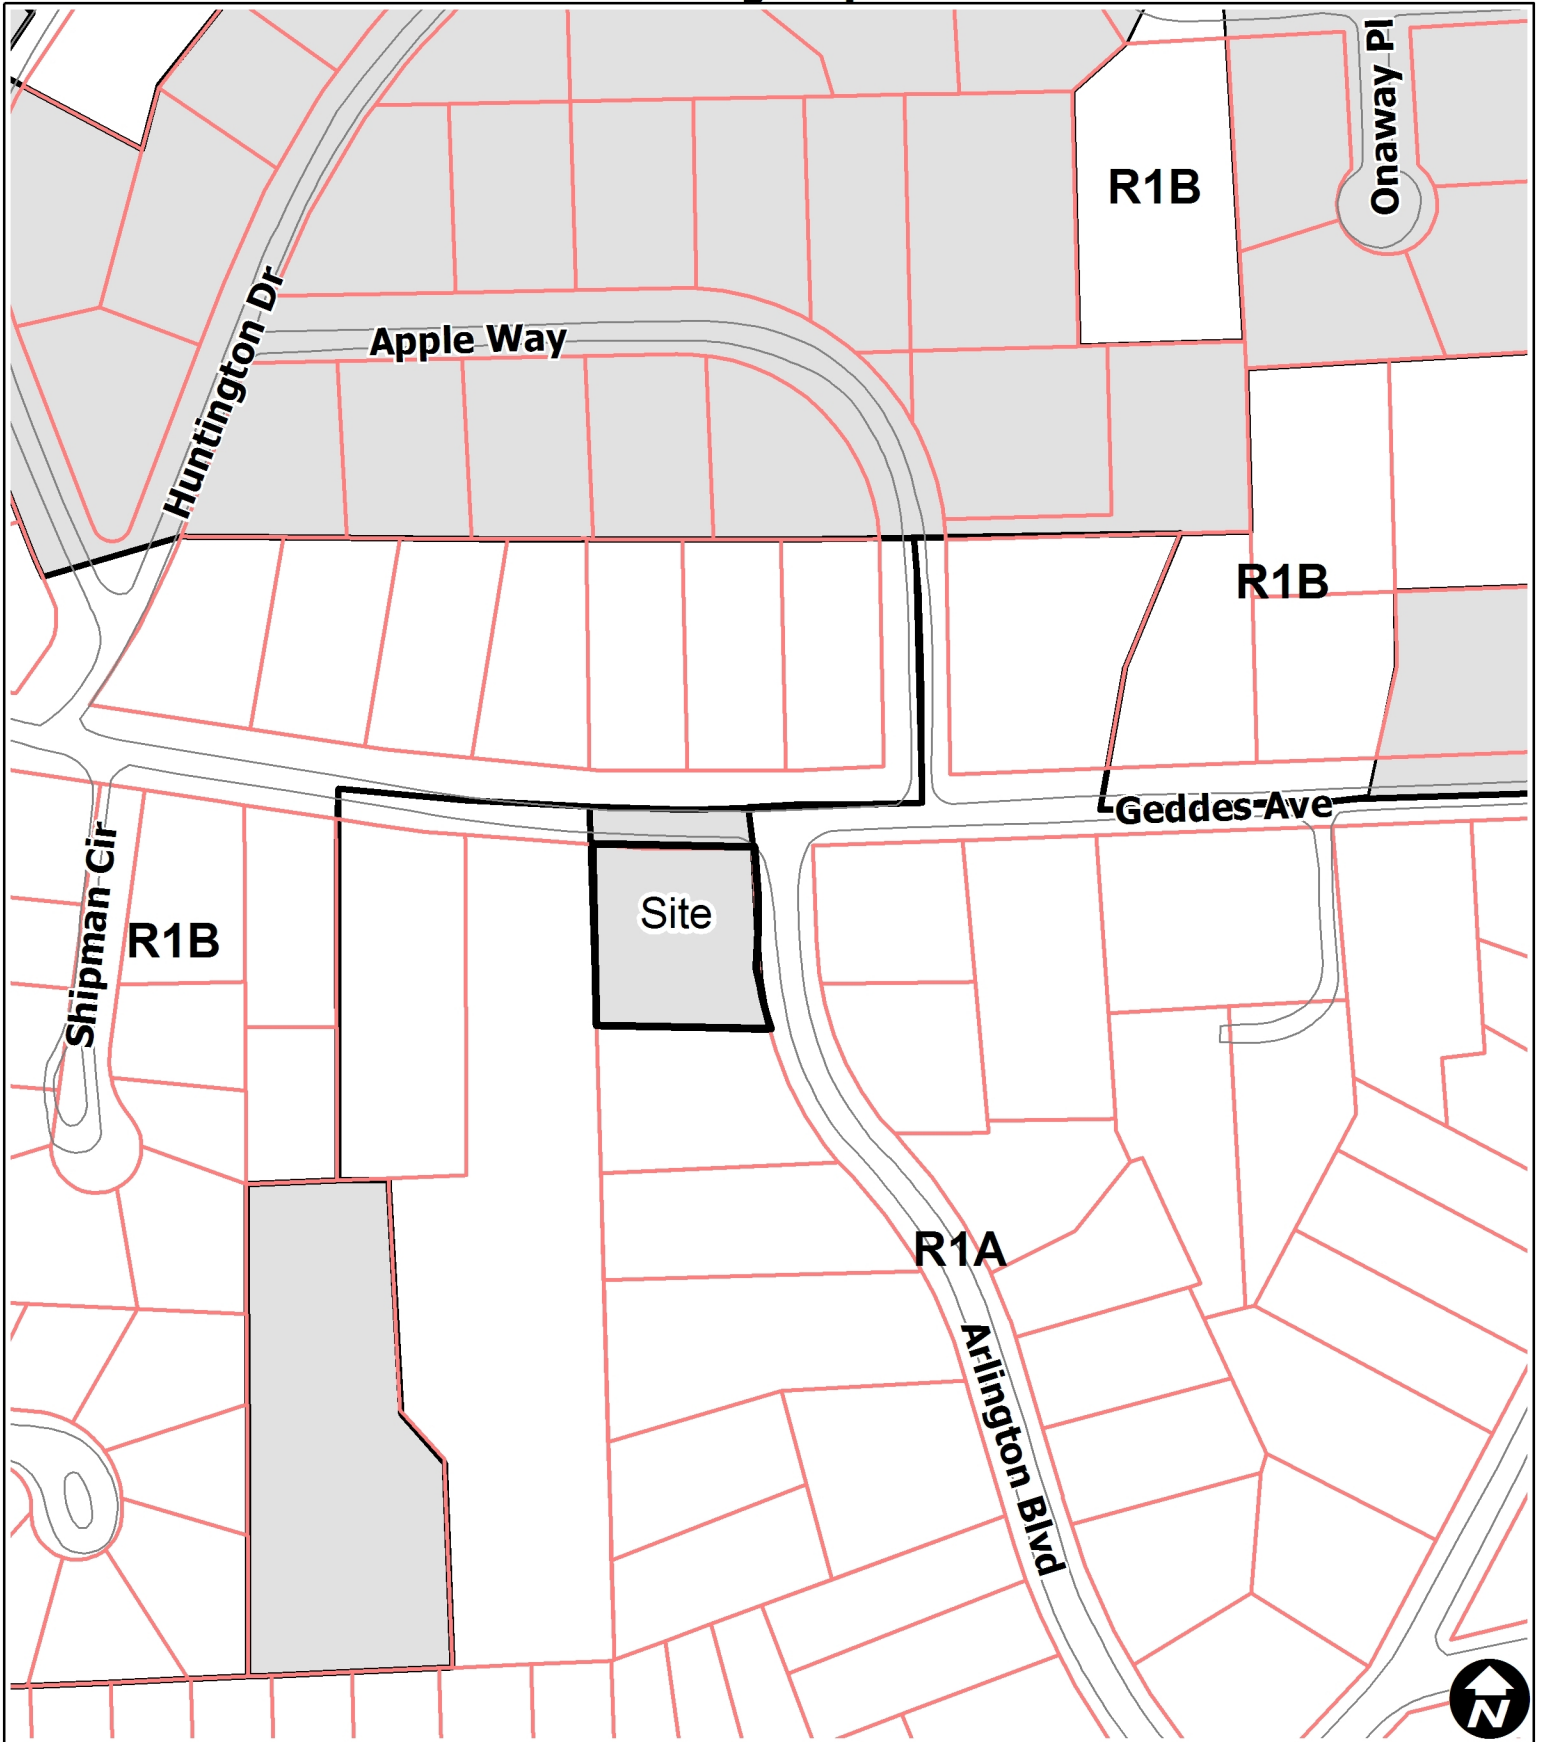 Onaway Pl
R1B
Huntington Dr
Apple Way
R1B
Geddes Ave
Shipman Cir
R1B
Site
R1A
Arlington Blvd
N